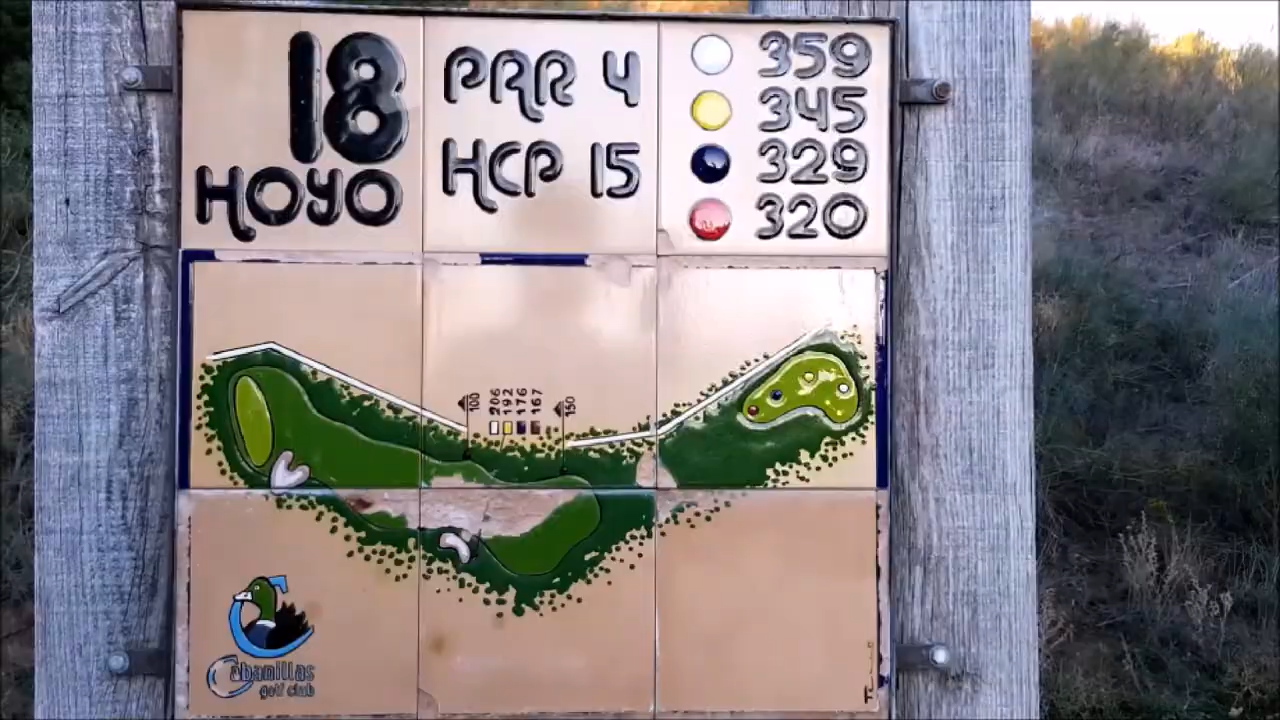 18
HOYO
PAR 4
HCP 15
359
345
329
320
100
206
192
176
167
150
Cabanillas
golf club